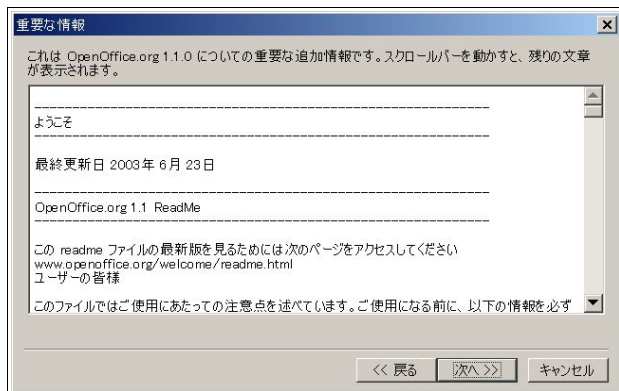 重要な情報
これは OpenOffice.org 1.1.0 についての重要な追加情報です。スクロールバーを動かすと、残りの文章
が表示されます。
------------------------------------------------------------
ようこそ
------------------------------------------------------------
最終更新日 2003年 6月 23日
------------------------------------------------------------
OpenOffice.org 1.1 ReadMe
------------------------------------------------------------
この readme ファイルの最新版を見るためには次のページをアクセスしてください
www.openoffice.org/welcome/readme.html
ユーザーの皆様
このファイルではご使用にあたっての注意点を述べています。ご使用になる前に、以下の情報を必ず
<< 戻る 次へ >> キャンセル